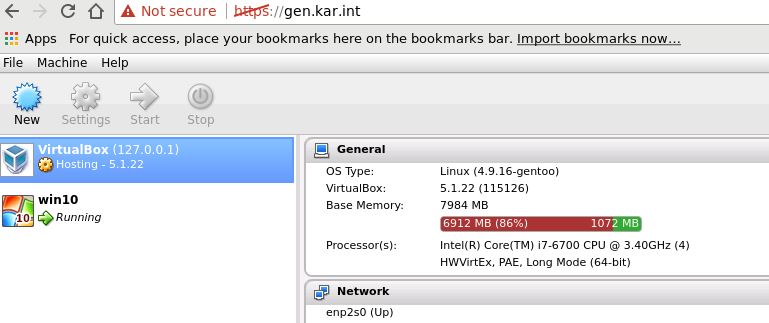 Not secure https://gen.kar.int
Apps For quick access, place your bookmarks here on the bookmarks bar. Import bookmarks now...
File Machine Help
New Settings Start Stop
VirtualBox (127.0.0.1)
Hosting - 5.1.22
win10
10 Running
General
OS Type: Linux (4.9.16-gentoo)
VirtualBox: 5.1.22 (115126)
Base Memory: 7984 MB
6912 MB (86%) 1072 MB
Processor(s): Intel(R) Core(TM) i7-6700 CPU @ 3.40GHz (4)
HWVirtEx, PAE, Long Mode (64-bit)
Network
enp2s0 (Up)